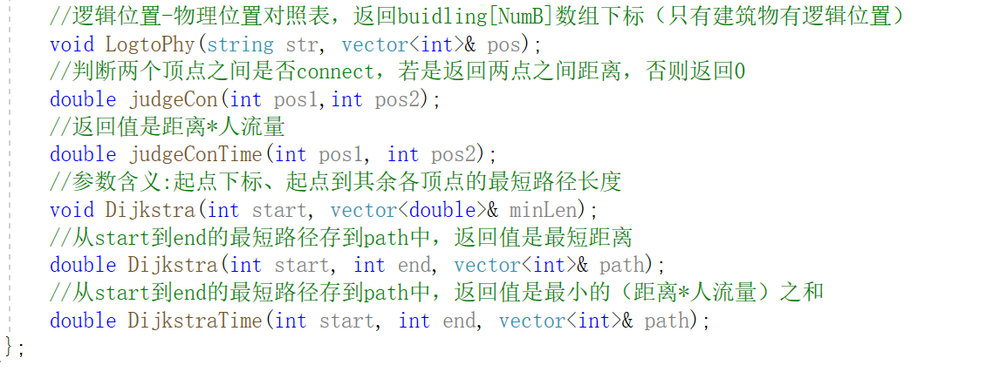 //逻辑位置-物理位置对照表，返回buidling[NumB]数组下标（只有建筑物有逻辑位置）
void LogtoPhy(string str, vector<int>& pos);
//判断两个顶点之间是否connect，若是返回两点之间距离，否则返回0
double judgeCon(int pos1,int pos2);
//返回值是距离*人流量
double judgeConTime(int pos1, int pos2);
//参数含义:起点下标、起点到其余各顶点的最短路径长度
void Dijkstra(int start, vector<double>& minLen);
//从start到end的最短路径存到path中，返回值是最短距离
double Dijkstra(int start, int end, vector<int>& path);
//从start到end的最短路径存到path中，返回值是最小的（距离*人流量）之和
double DijkstraTime(int start, int end, vector<int>& path);
};